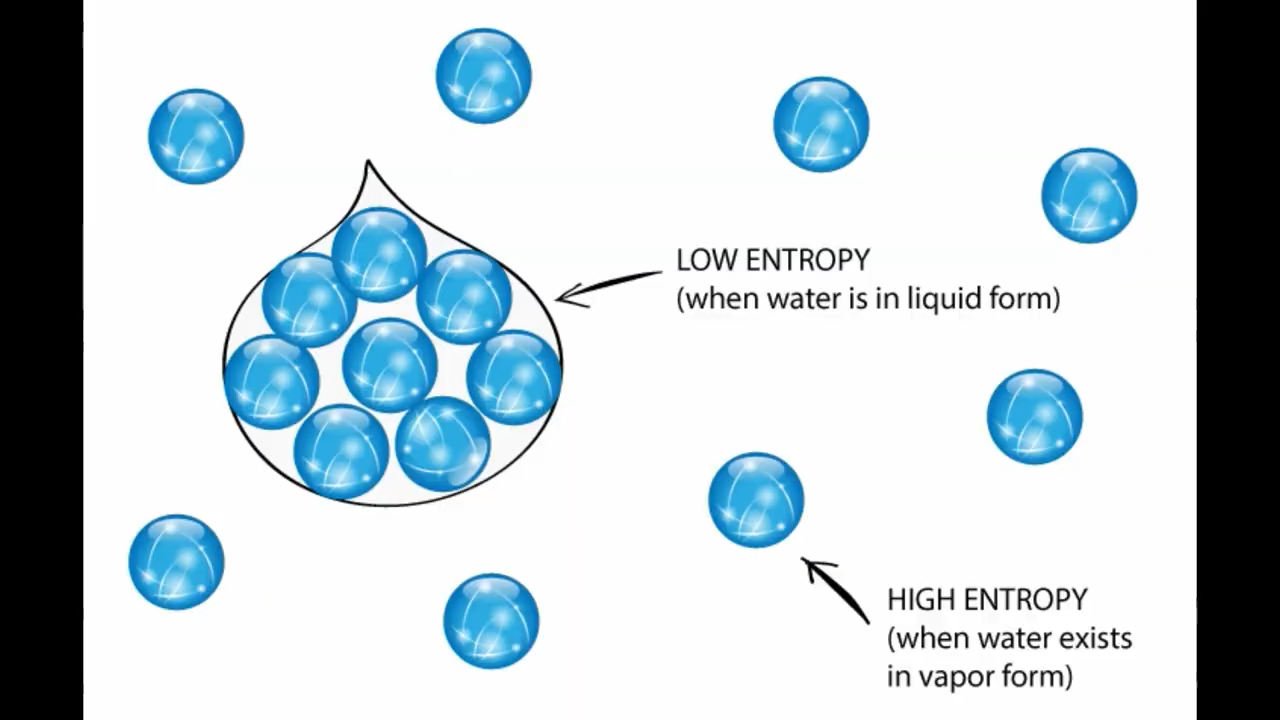 LOW ENTROPY
(when water is in liquid form)
HIGH ENTROPY
(when water exists
in vapor form)